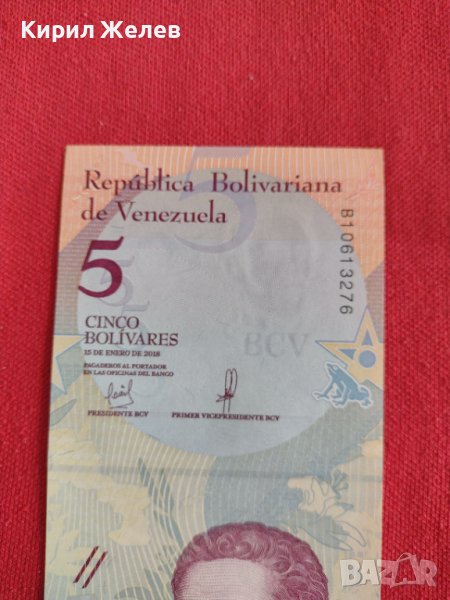 Кирил Желев
República Bolivariana
de Venezuela
5
CINCO
BOLÍVARES
15 DE ENERO DE 2018
PAGADEROS AL PORTADOR
EN LAS OFICINAS DEL BANCO
PRESIDENTE BCV
PRIMER VICEPRESIDENTE BCV
B10613276
BCV
BAZAR